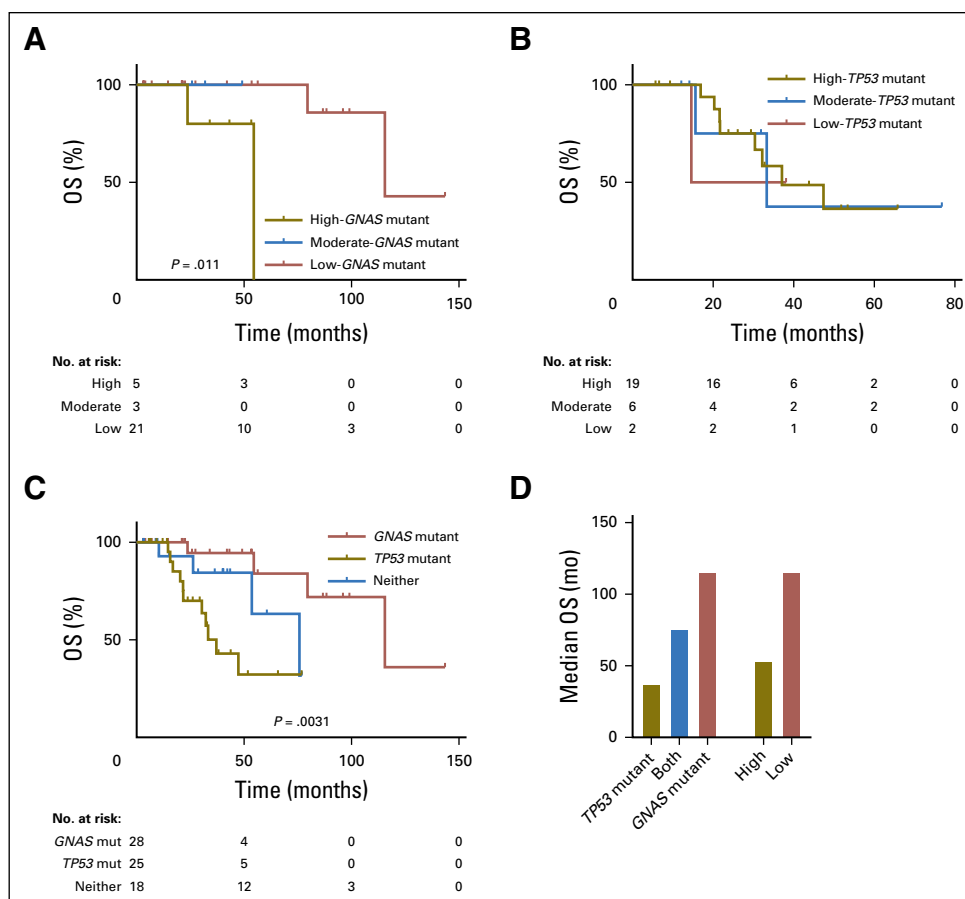 A
100
50
OS (%)
High-GNAS mutant
Moderate-GNAS mutant
Low-GNAS mutant
P = .011
0
50
100
150
Time (months)
No. at risk:
High 5 3 0 0
Moderate 3 0 0 0
Low 21 10 3 0
B
100
50
OS (%)
High-TP53 mutant
Moderate-TP53 mutant
Low-TP53 mutant
0
20
40
60
80
Time (months)
No. at risk:
High 19 16 6 2 0
Moderate 6 4 2 2 0
Low 2 2 1 0 0
C
100
50
OS (%)
GNAS mutant
TP53 mutant
Neither
P = .0031
0
50
100
150
Time (months)
No. at risk:
GNAS mut 28 4 0 0
TP53 mut 25 5 0 0
Neither 18 12 3 0
D
150
100
50
0
Median OS (mo)
TP53 mutant
Both
GNAS mutant
High
Low